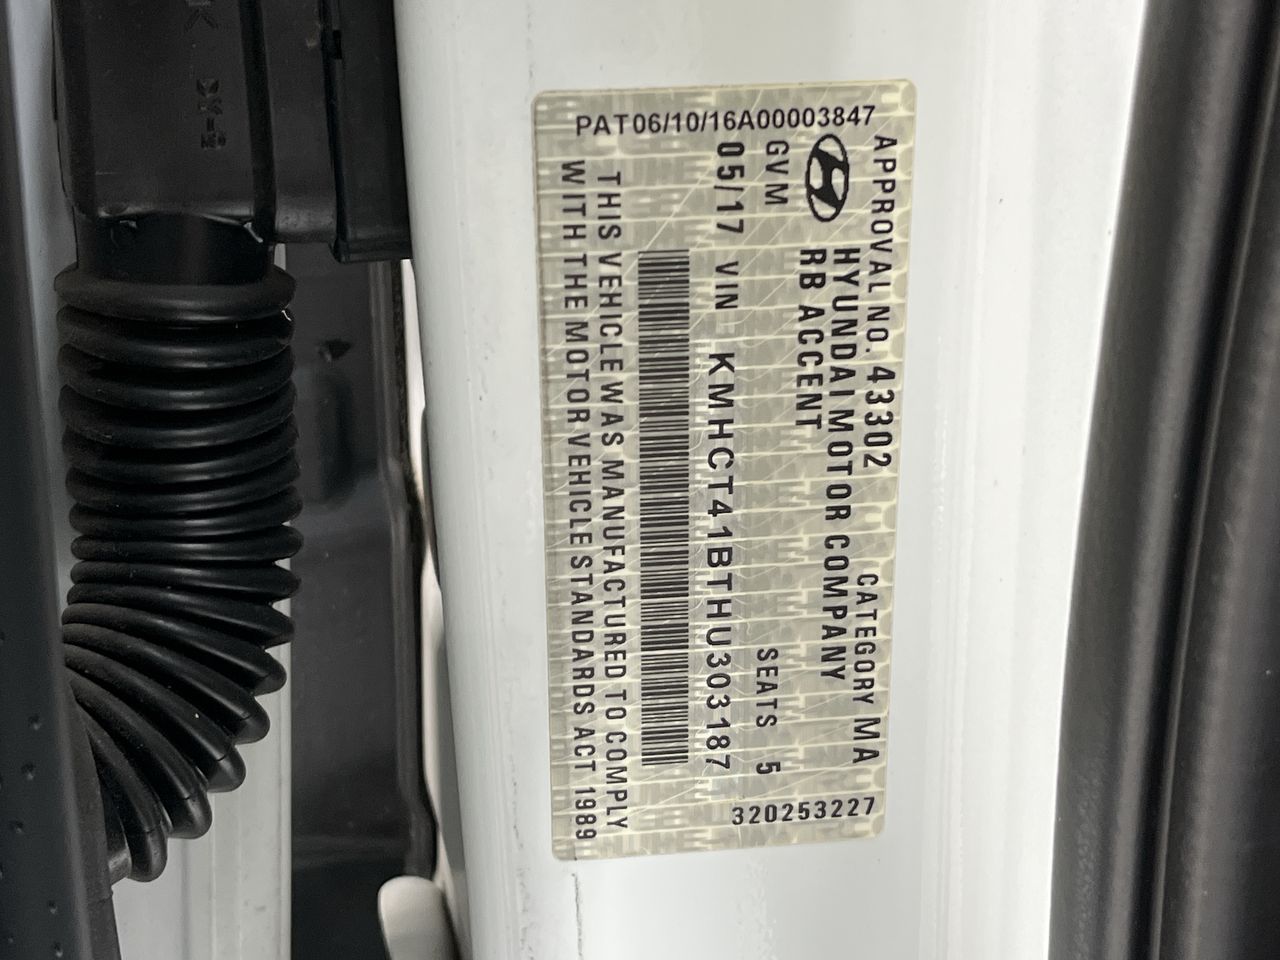 APPROVAL NO. 43302 CATEGORY MA
HYUNDAI MOTOR COMPANY
RB ACCENT
GVM SEATS 5
05/17 VIN KMHCT41BTHU303187
THIS VEHICLE WAS MANUFACTURED TO COMPLY
WITH THE MOTOR VEHICLE STANDARDS ACT 1989
PAT06/10/16A00003847
320253227